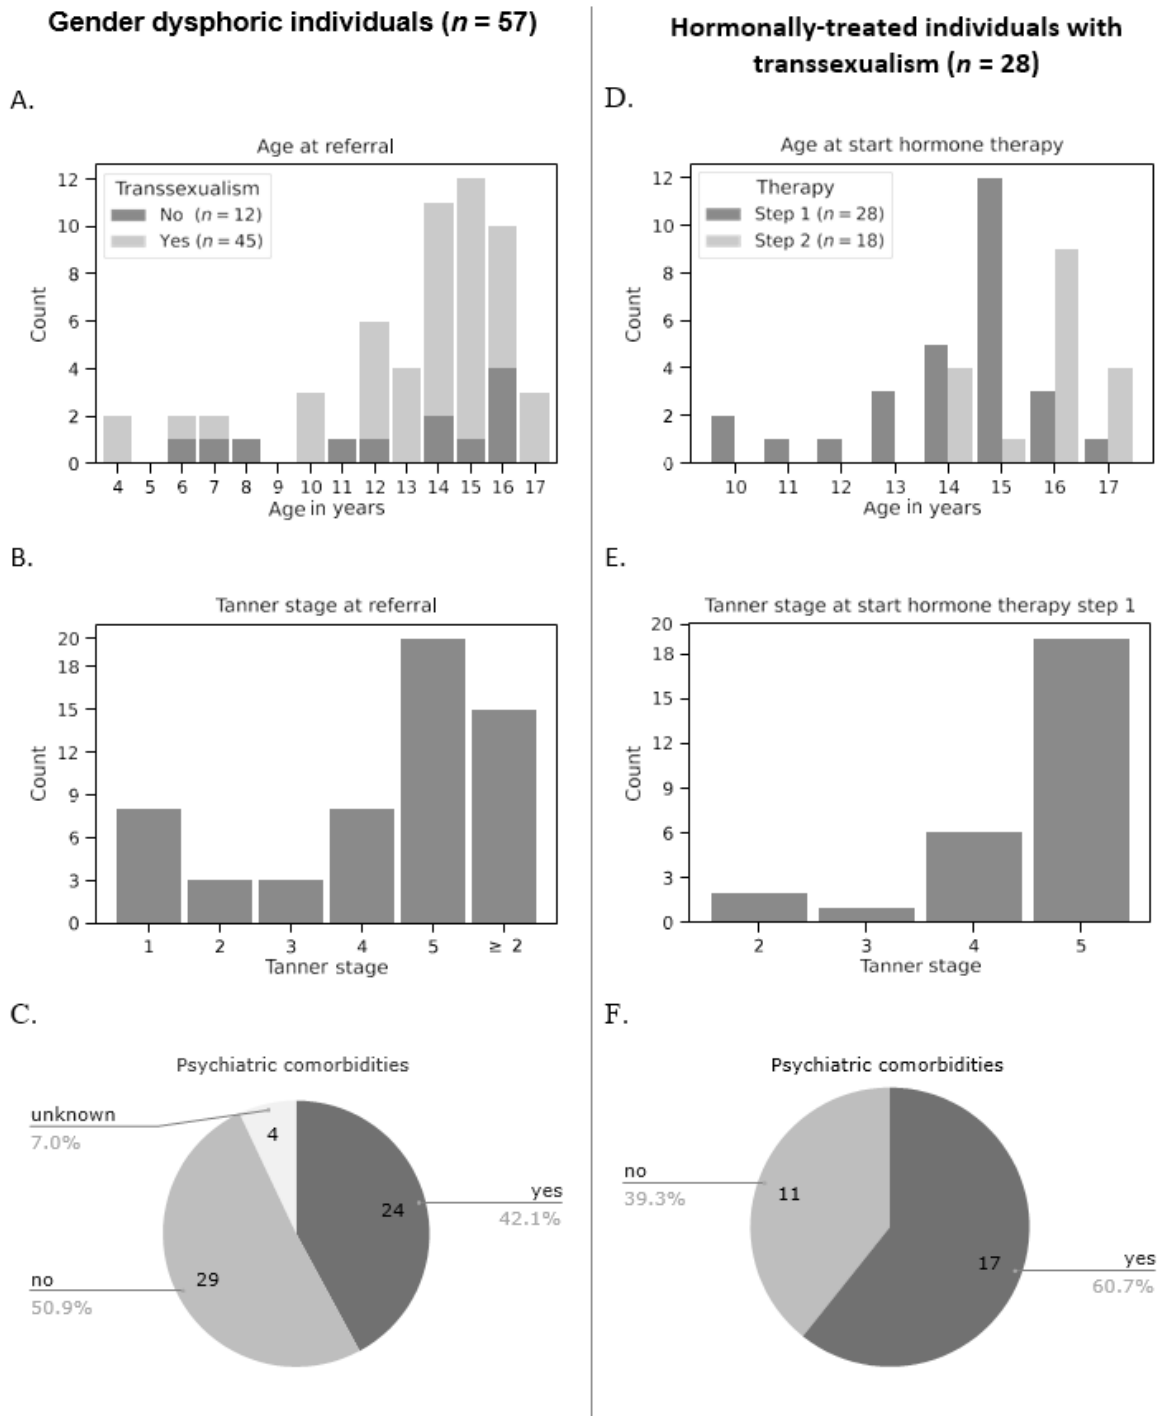 Gender dysphoric individuals (n = 57)
A.
Age at referral
Transsexualism
No (n = 12)
Yes (n = 45)
Count
12
10
8
6
4
2
0
4 5 6 7 8 9 10 11 12 13 14 15 16 17
Age in years
B.
Tanner stage at referral
Count
20
18
15
12
9
6
3
0
1 2 3 4 5 ≥ 2
Tanner stage
C.
Psychiatric comorbidities
unknown
7.0%
4
yes
42.1%
24
no
50.9%
29
Hormonally-treated individuals with
transsexualism (n = 28)
D.
Age at start hormone therapy
Therapy
Step 1 (n = 28)
Step 2 (n = 18)
Count
12
10
8
6
4
2
0
10 11 12 13 14 15 16 17
Age in years
E.
Tanner stage at start hormone therapy step 1
Count
20
18
15
12
9
6
3
0
2 3 4 5
Tanner stage
F.
Psychiatric comorbidities
no
39.3%
11
yes
60.7%
17